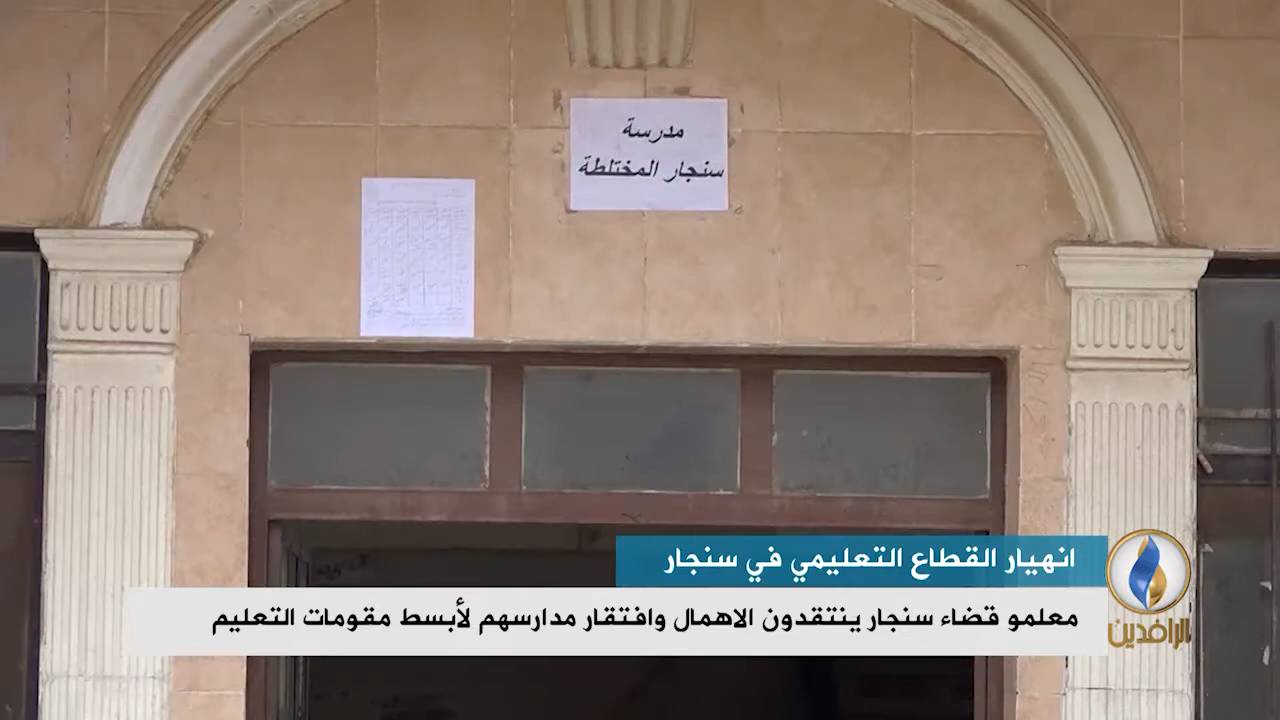 مدرسة
سنجار المختلطة
انهيار القطاع التعليمي في سنجار
معلمو قضاء سنجار ينتقدون الاهمال وافتقار مدارسهم لأبسط مقومات التعليم
الرافدين